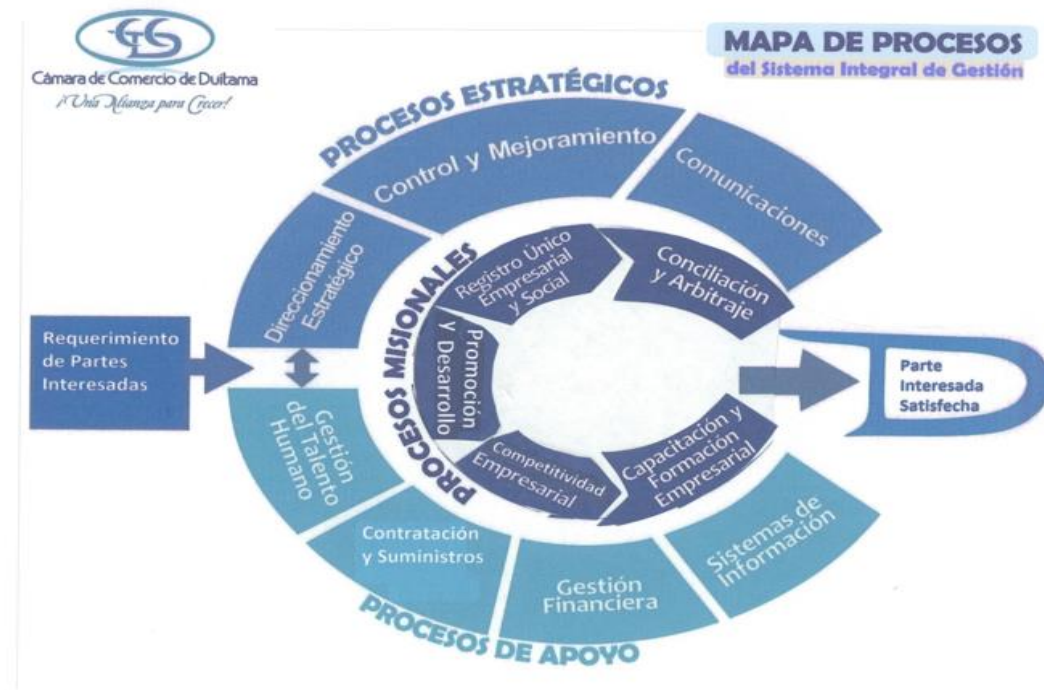 CCD
Cámara de Comercio de Duitama
¡Una Alianza para Crecer!
MAPA DE PROCESOS
del Sistema Integral de Gestión
PROCESOS ESTRATÉGICOS
Direccionamiento
Estratégico
Control y Mejoramiento
Comunicaciones
PROCESOS MISIONALES
Registro Único
Empresarial
y Social
Conciliación
y Arbitraje
Promoción
y Desarrollo
Competitividad
Empresarial
Capacitación y
Formación
Empresarial
Requerimiento
de Partes
Interesadas
Parte
Interesada
Satisfecha
Gestión
del Talento
Humano
Contratación
y Suministros
Gestión
Financiera
Sistemas de
Información
PROCESOS DE APOYO